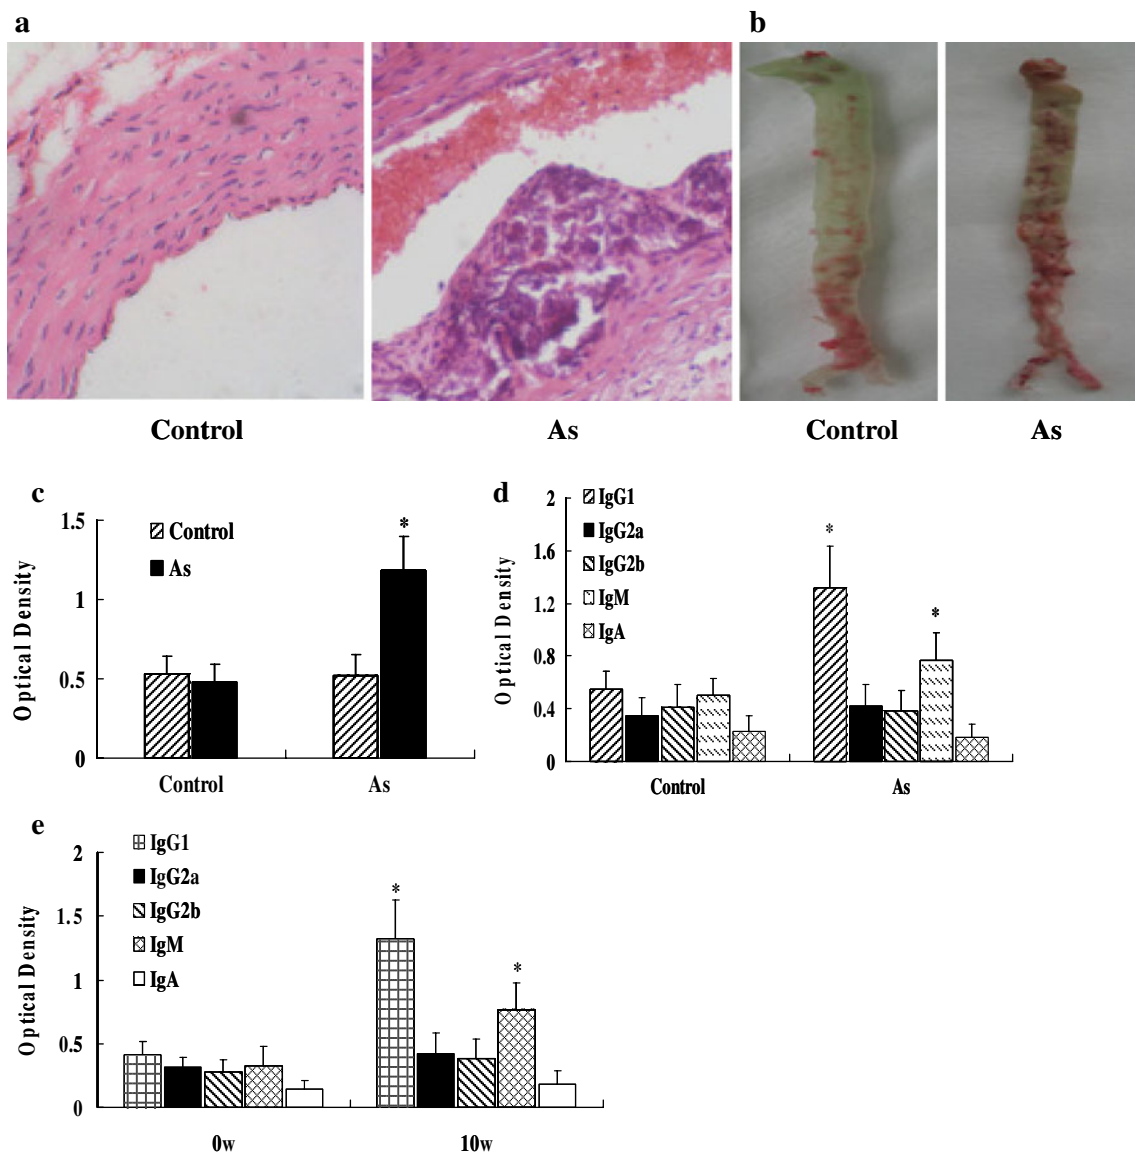 a
b
Control
As
Control
As
c
1.5
1
0.5
0
Optical Density
Control
As
*
Control
As
d
2
1.6
1.2
0.8
0.4
0
Optical Density
IgG1
IgG2a
IgG2b
IgM
IgA
*
*
Control
As
e
2
1.5
1
0.5
0
Optical Density
IgG1
IgG2a
IgG2b
IgM
IgA
*
*
0w
10w